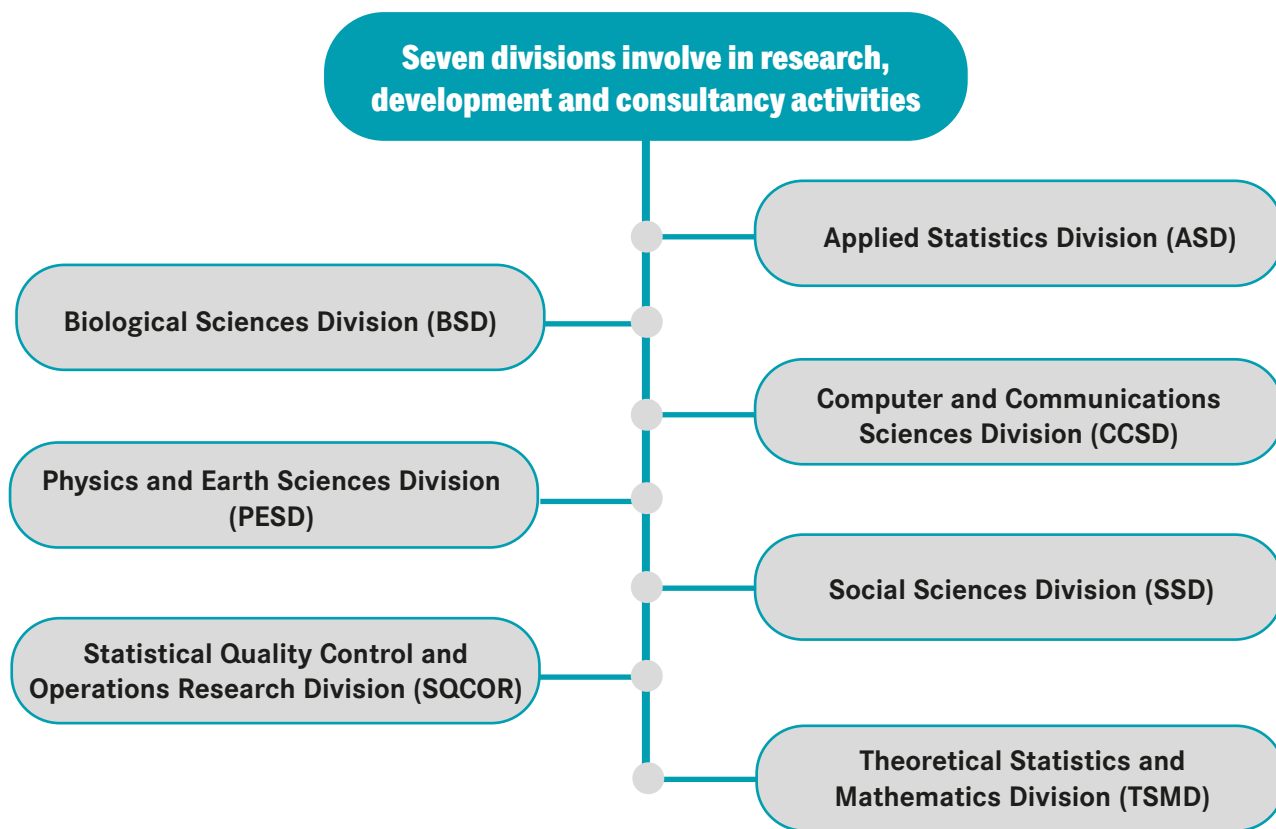 Seven divisions involve in research,
development and consultancy activities
Applied Statistics Division (ASD)
Biological Sciences Division (BSD)
Computer and Communications
Sciences Division (CCSD)
Physics and Earth Sciences Division
(PESD)
Social Sciences Division (SSD)
Statistical Quality Control and
Operations Research Division (SQCOR)
Theoretical Statistics and
Mathematics Division (TSMD)